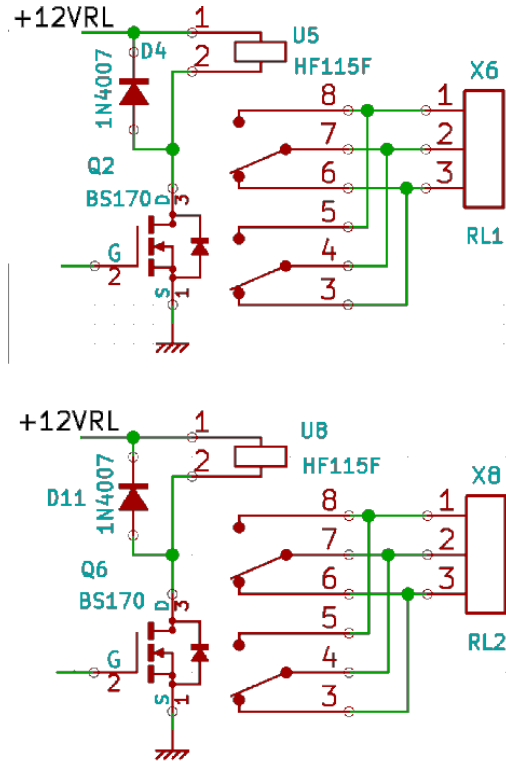 +12VRL
1
2
D4
1N4007
U5
HF115F
X6
8
7
6
5
4
3
1
2
3
RL1
Q2
BS170
D
3
G
2
S
1
+12VRL
1
2
D11
1N4007
U8
HF115F
X8
8
7
6
5
4
3
1
2
3
RL2
Q6
BS170
D
3
G
2
S
1